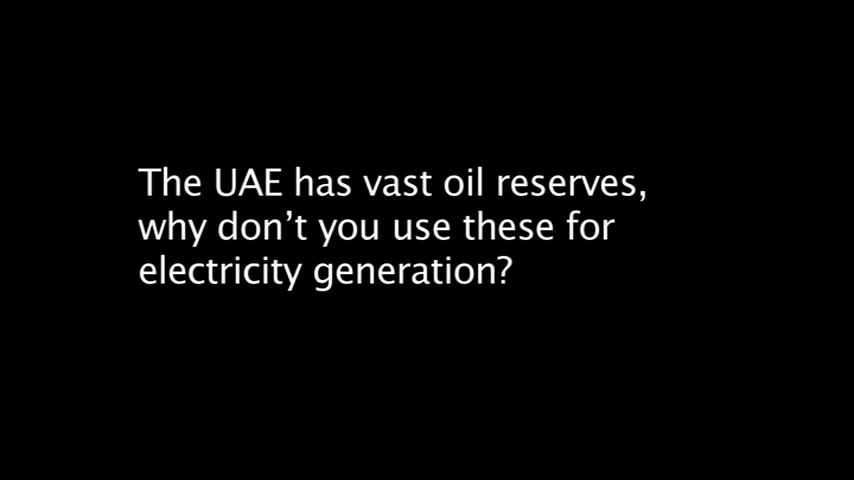 The UAE has vast oil reserves,
why don’t you use these for
electricity generation?